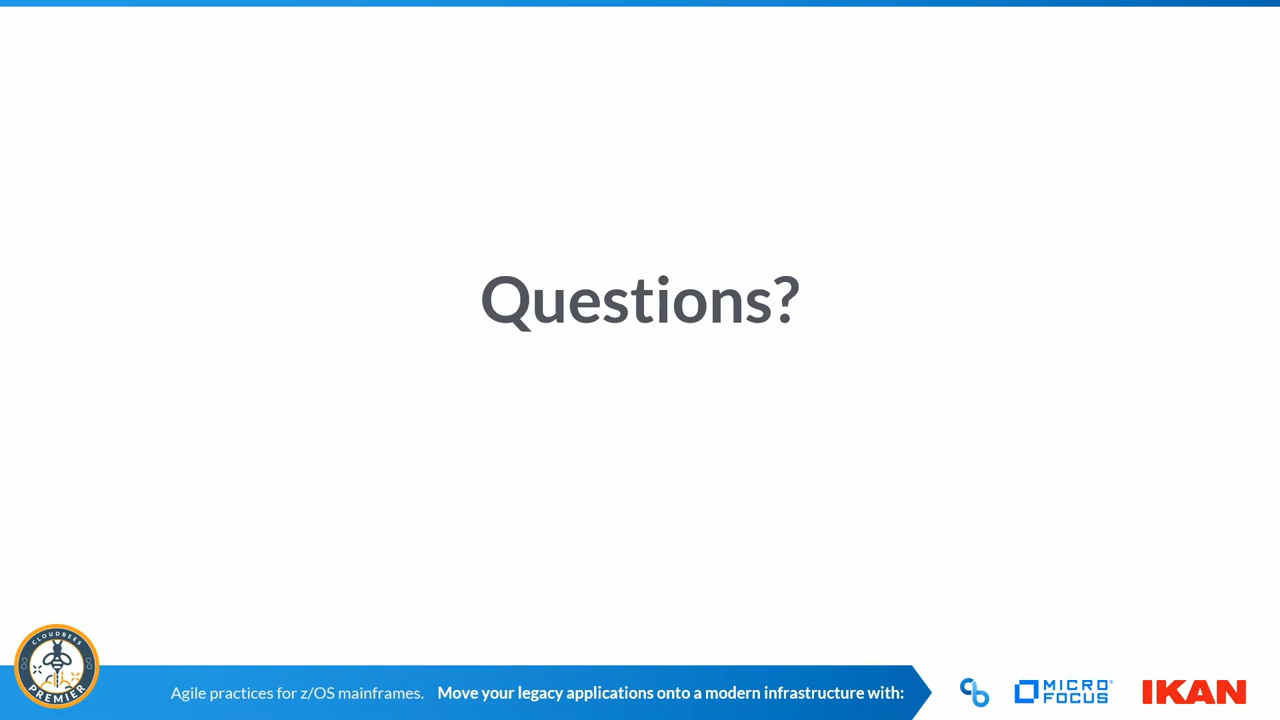 Questions?
CLOUDBEES
PREMIER
Agile practices for z/OS mainframes. Move your legacy applications onto a modern infrastructure with:
cb
MICRO
FOCUS
IKAN